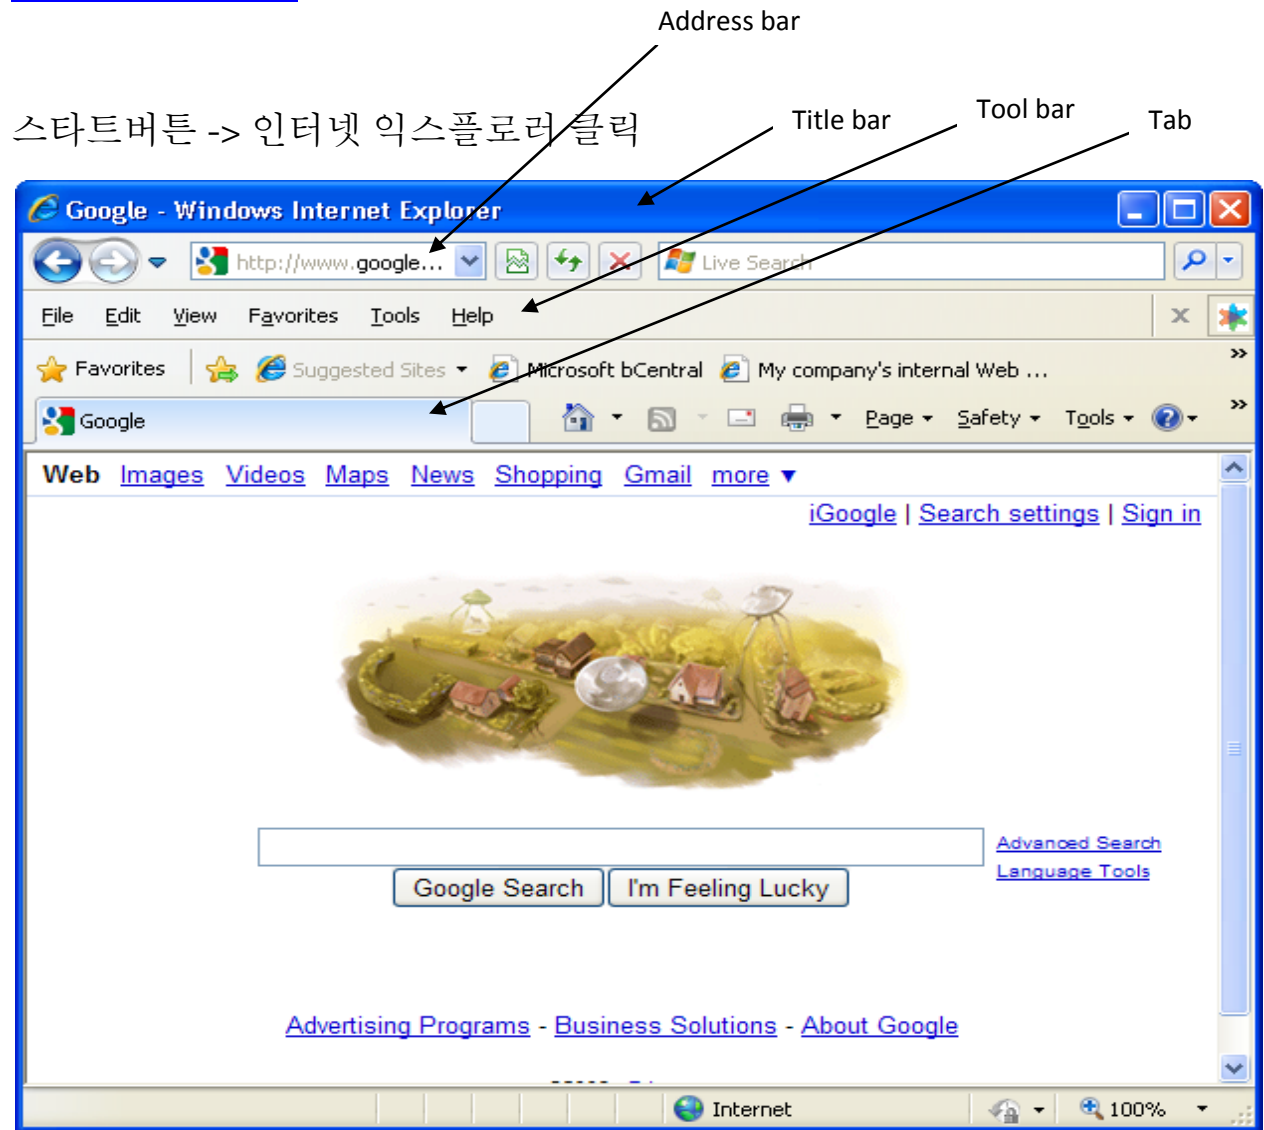 Address bar
스타트버튼 -> 인터넷 익스플로러 클릭
Title bar
Tool bar
Tab
Google - Windows Internet Explorer
http://www.google...
Live Search
File Edit View Favorites Tools Help
Favorites Suggested Sites Microsoft bCentral My company's internal Web ...
Google
Page Safety Tools
Web Images Videos Maps News Shopping Gmail more ▼
iGoogle | Search settings | Sign in
Advanced Search
Language Tools
Google Search I'm Feeling Lucky
Advertising Programs - Business Solutions - About Google
Internet 100%